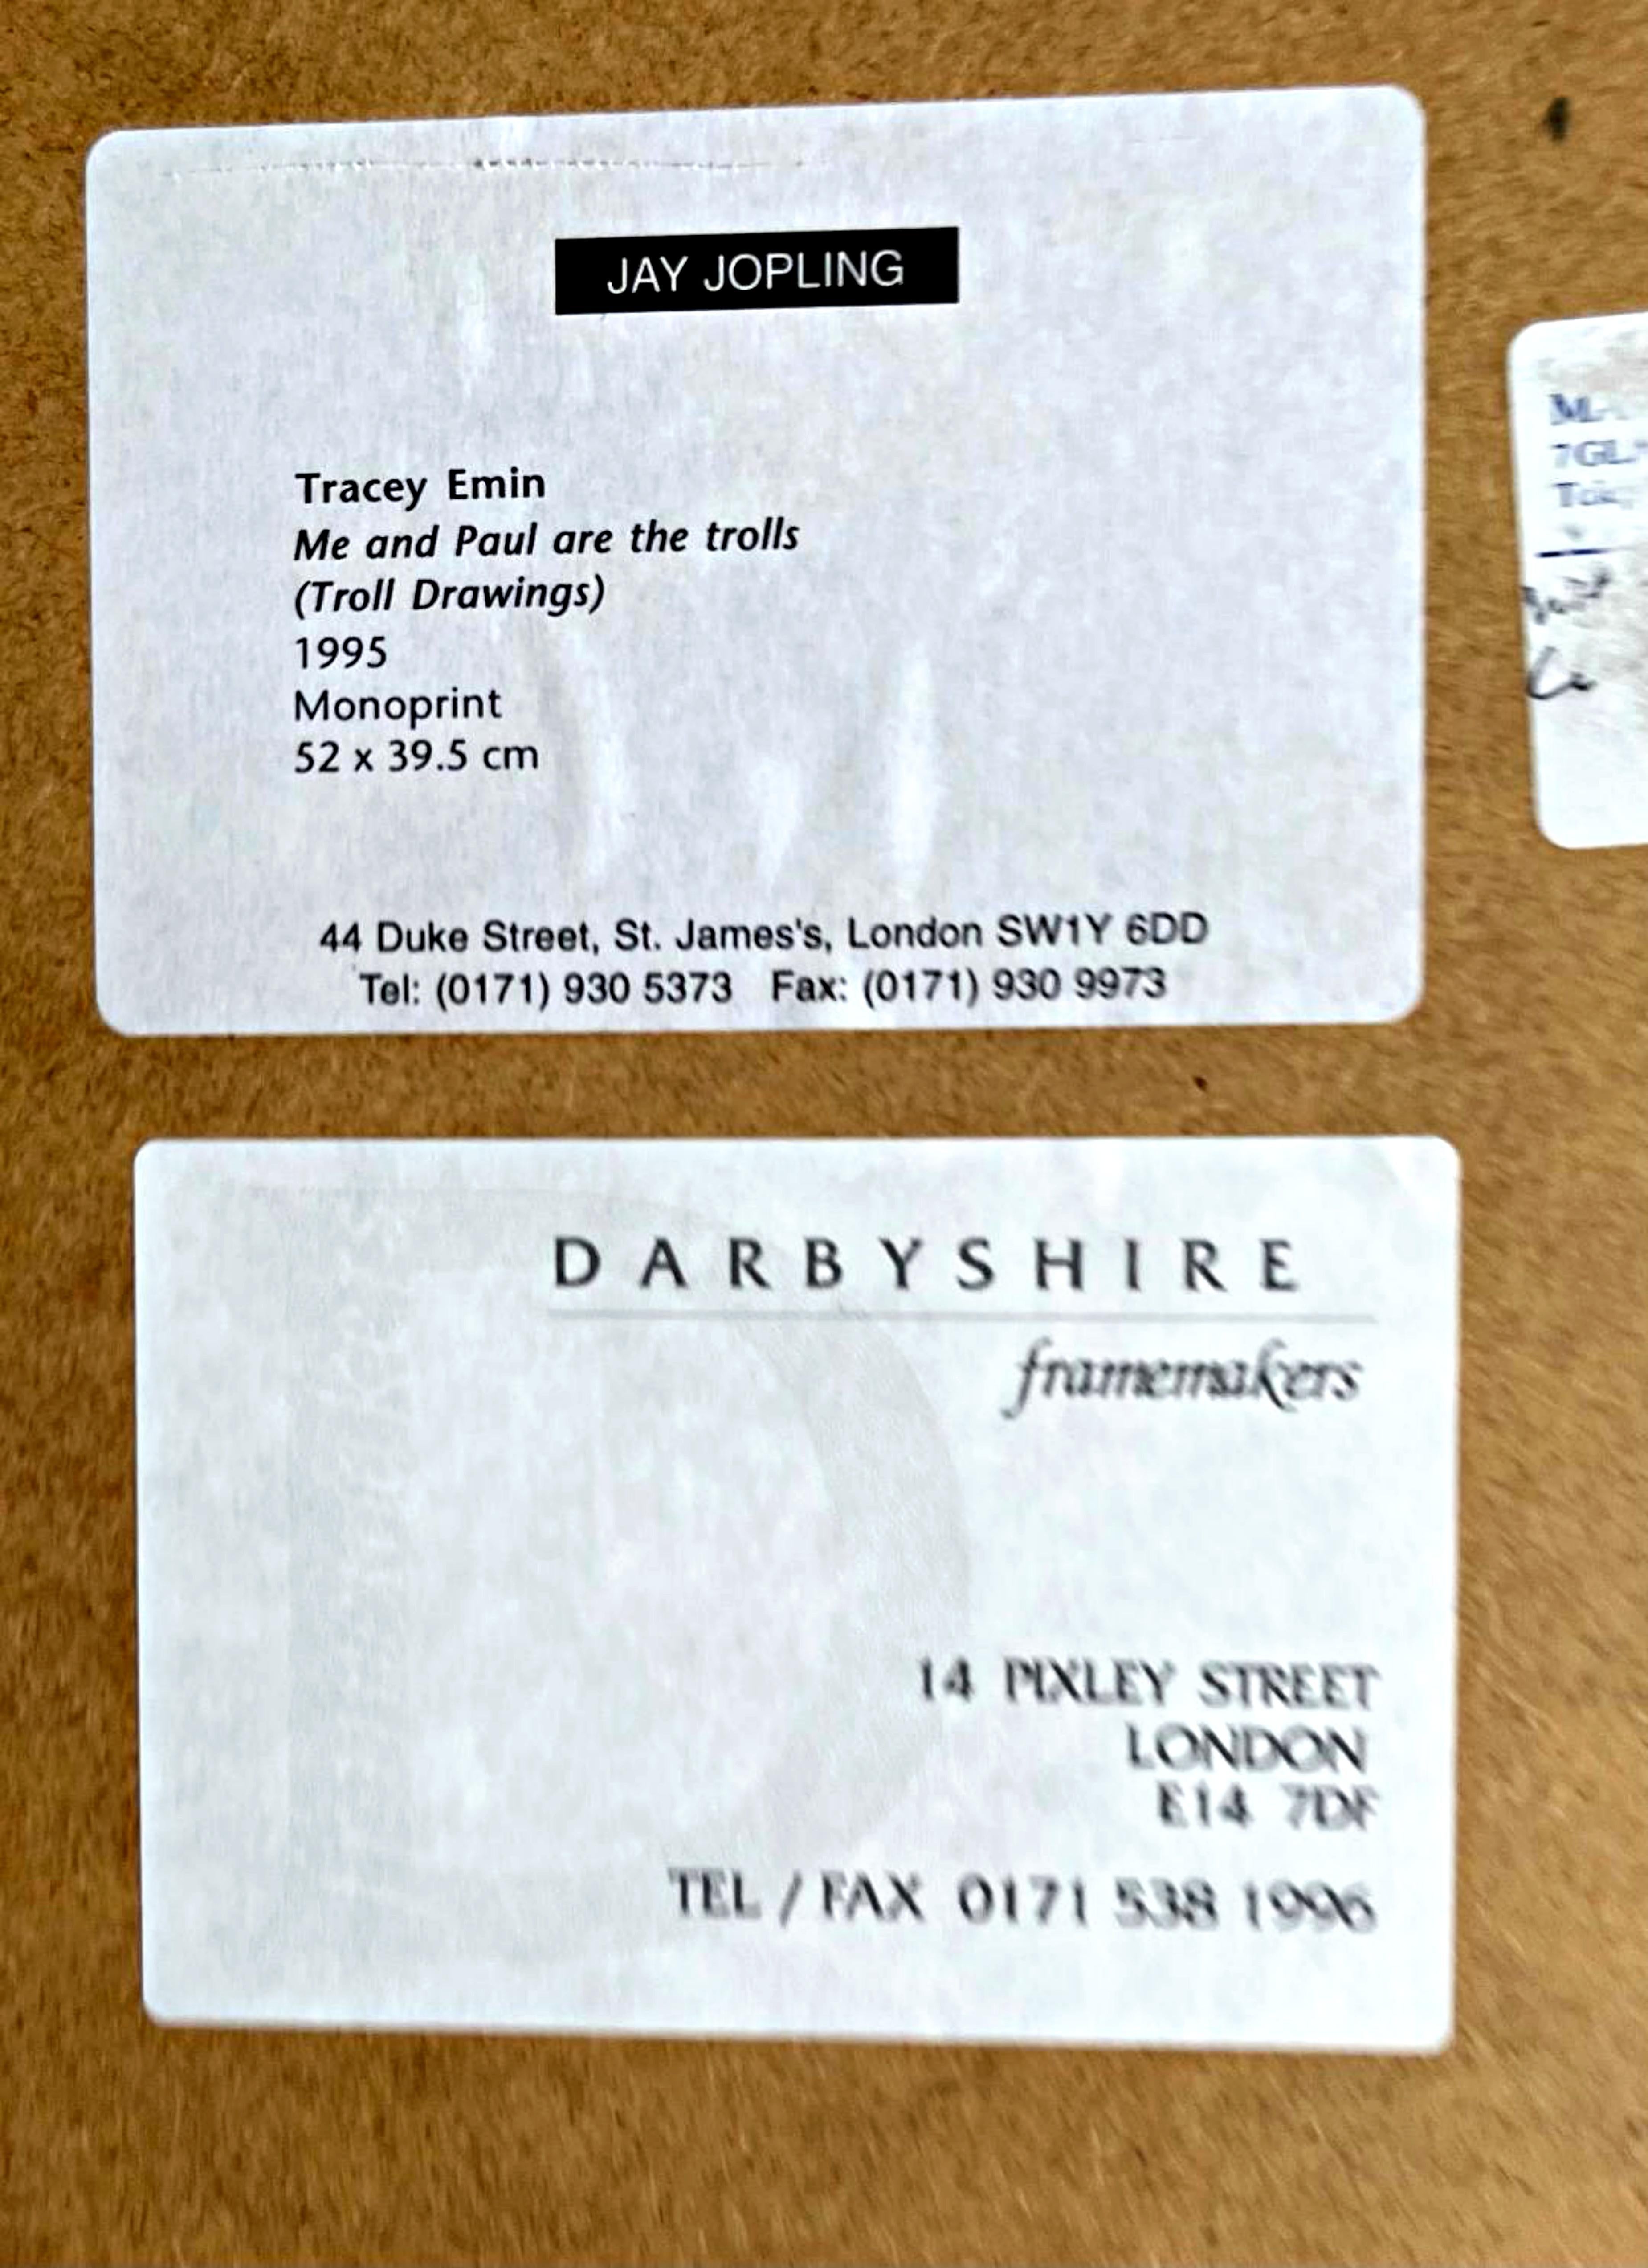 JAY JOPLING
Tracey Emin
Me and Paul are the trolls
(Troll Drawings)
1995
Monoprint
52 x 39.5 cm
44 Duke Street, St. James's, London SW1Y 6DD
Tel: (0171) 930 5373 Fax: (0171) 930 9973
DARBYSHIRE
framemakers
14 PIXLEY STREET
LONDON
E14 7DF
TEL / FAX 0171 538 1996